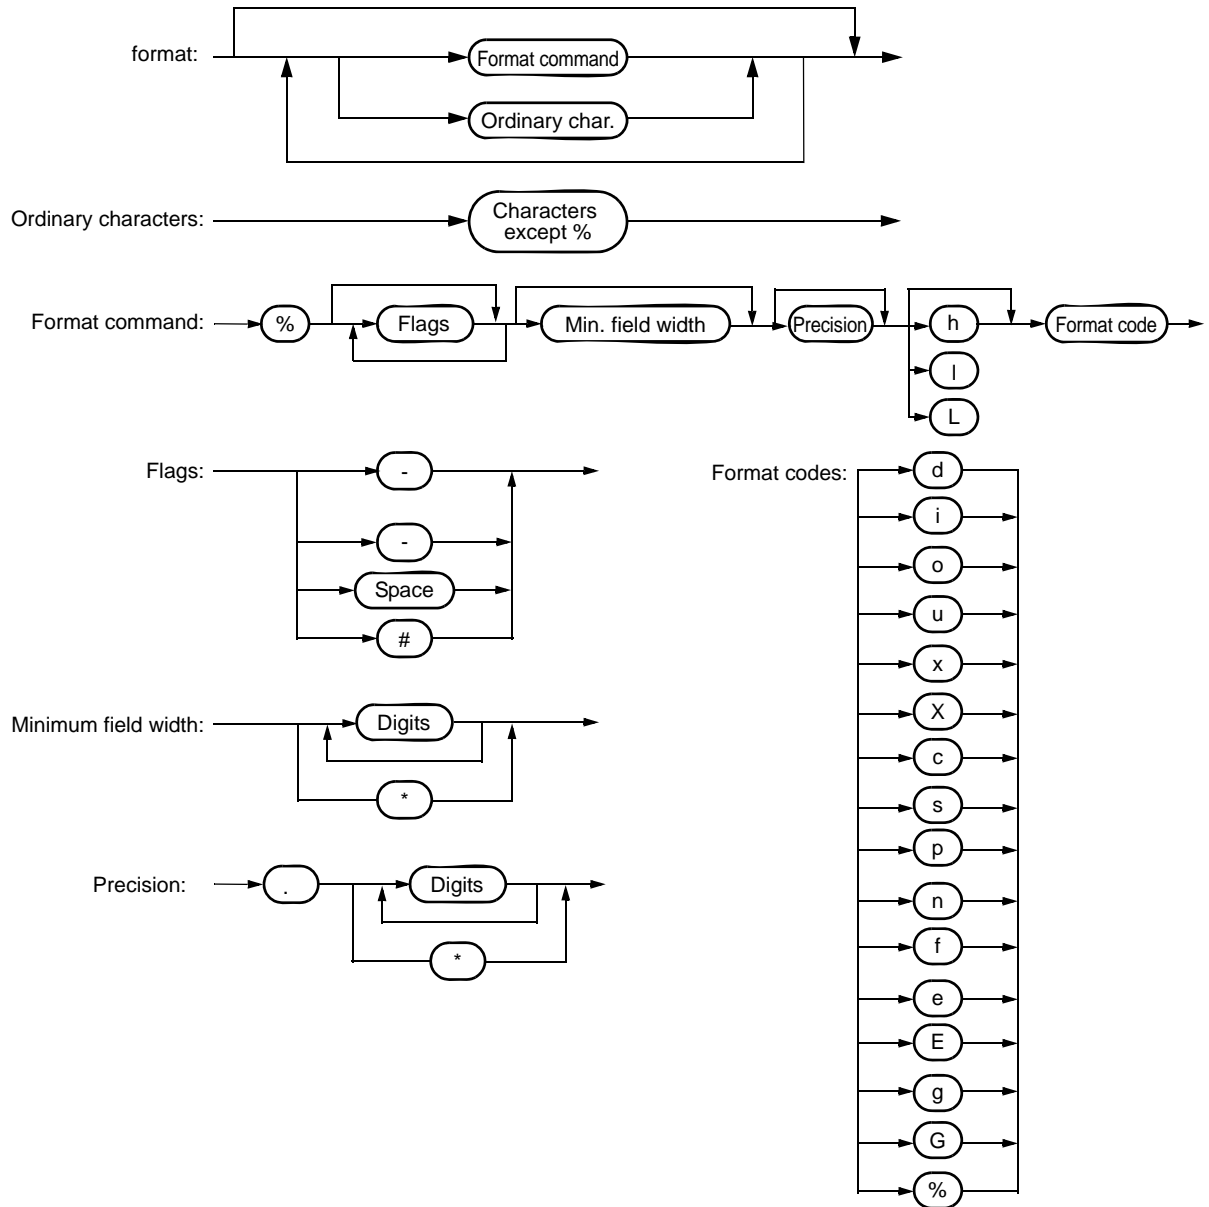 format:
Format command
Ordinary char.
Ordinary characters:
Characters
except %
Format command:
%
Flags
Min. field width
Precision
h
l
L
Format code
Flags:
-
-
Space
#
Minimum field width:
Digits
*
Precision:
.
Digits
*
Format codes:
d
i
o
u
x
X
c
s
p
n
f
e
E
g
G
%